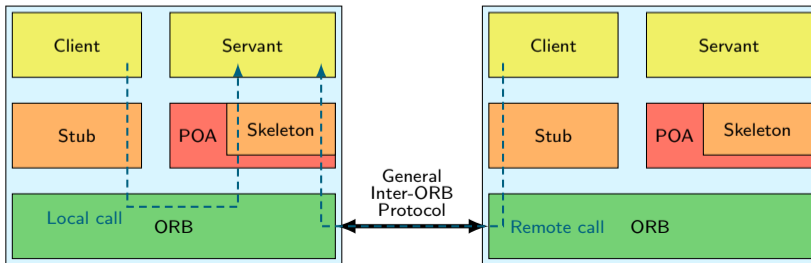 Client
Servant
Client
Servant
Stub
POA
Skeleton
Stub
POA
Skeleton
General
Inter-ORB
Protocol
Local call
ORB
Remote call
ORB